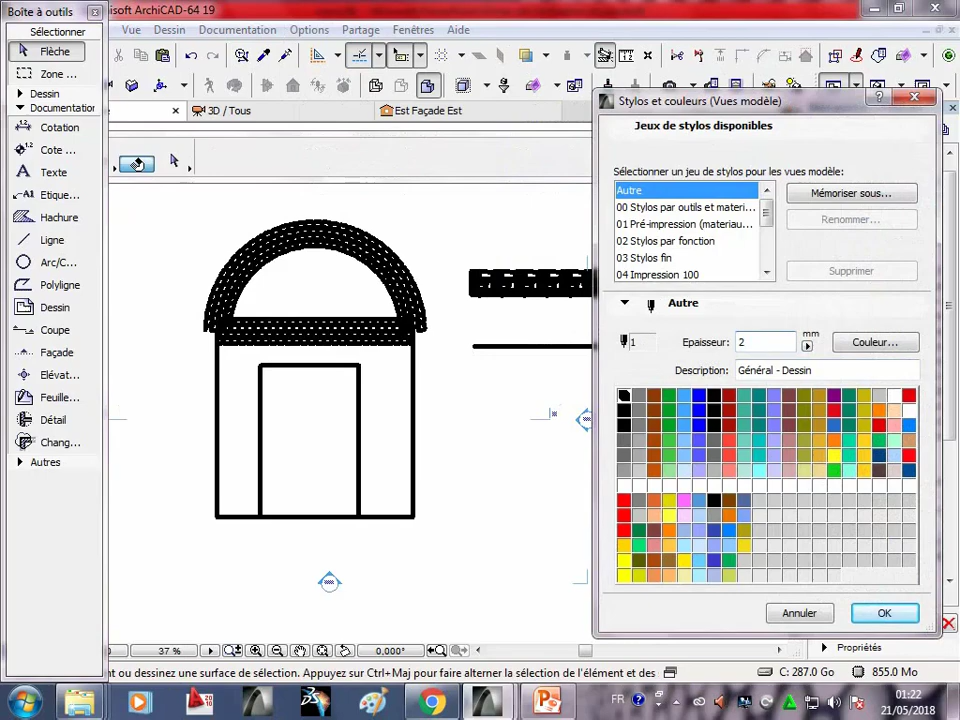 Boîte à outils
isoft ArchiCAD-64 19
Vue Dessin Documentation Options Partage Fenêtres Aide
Sélectionner
Flèche
Zone ...
Dessin
Documentation
Cotation
Cote ...
Texte
A1 Etique...
Hachure
Ligne
Arc/C...
Polyligne
Dessin
Coupe
Façade
Elévat...
Feuille...
Détail
Chang...
Autres
3D / Tous
Est Façade Est
Stylos et couleurs (Vues modèle)
Jeux de stylos disponibles
Sélectionner un jeu de stylos pour les vues modèle:
Autre
00 Stylos par outils et materi...
01 Pré-impression (materiau...
02 Stylos par fonction
03 Stylos fin
04 Impression 100
Mémoriser sous...
Renommer...
Supprimer
Autre
1
Epaisseur: 2 mm
Couleur...
Description: Général - Dessin
Annuler
OK
37 %
0.000°
Propriétés
nt ou dessinez une surface de sélection. Appuyez sur Ctrl+Maj pour faire alterner la sélection de l'élément et des
C: 287.0 Go
855.0 Mo
FR
01:22
21/05/2018